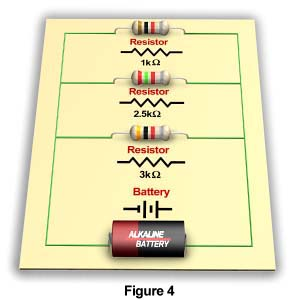 Resistor
1kΩ
Resistor
2.5kΩ
Resistor
3kΩ
Battery
ALKALINE
BATTERY
Figure 4